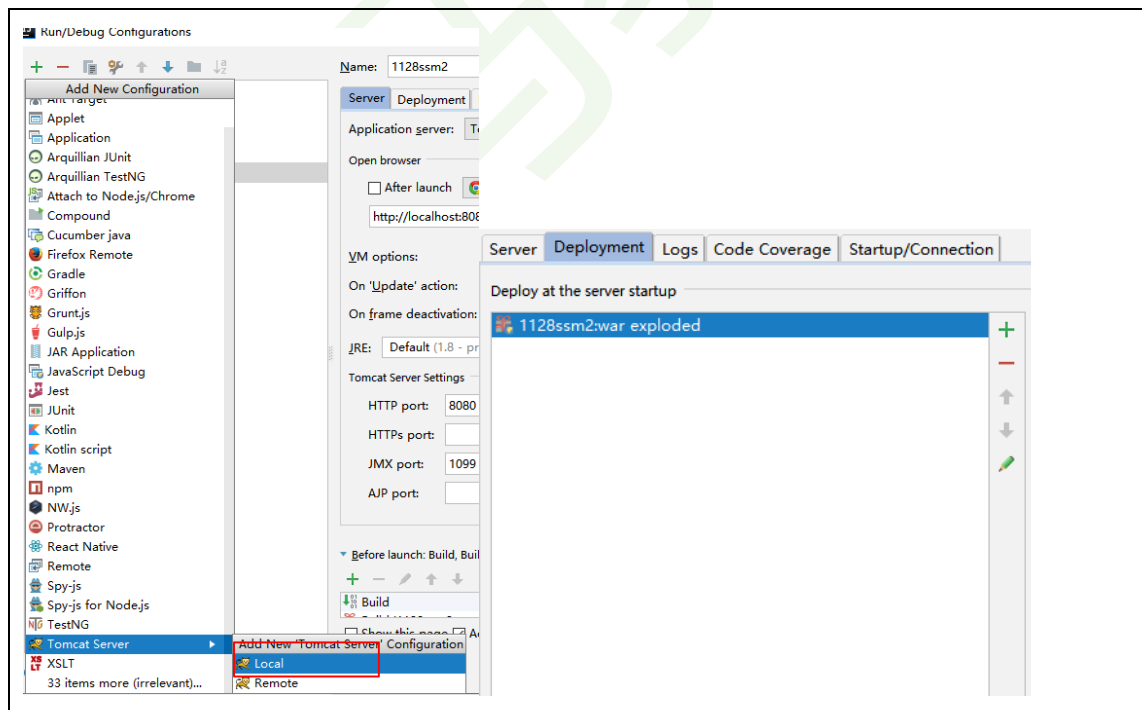 Run/Debug Configurations
Add New Configuration
Ant Target
Applet
Application
Arquillian JUnit
Arquillian TestNG
Attach to Node.js/Chrome
Compound
Cucumber java
Firefox Remote
Gradle
Griffon
Grunt.js
Gulp.js
JAR Application
JavaScript Debug
Jest
JUnit
Kotlin
Kotlin script
Maven
npm
NW.js
Protractor
React Native
Remote
Spy-js
Spy-js for Node.js
TestNG
Tomcat Server
XSLT
33 items more (irrelevant)...
Add New 'Tomcat Server' Configuration
Local
Remote
Name: 1128ssm2
Server Deployment
Application server:
Open browser
After launch
http://localhost:808
VM options:
On 'Update' action:
On frame deactivation:
JRE: Default (1.8 - pr
Tomcat Server Settings
HTTP port: 8080
HTTPs port:
JMX port: 1099
AJP port:
Before launch: Build, Buil
Build
Show this page
Server Deployment Logs Code Coverage Startup/Connection
Deploy at the server startup
1128ssm2:war exploded